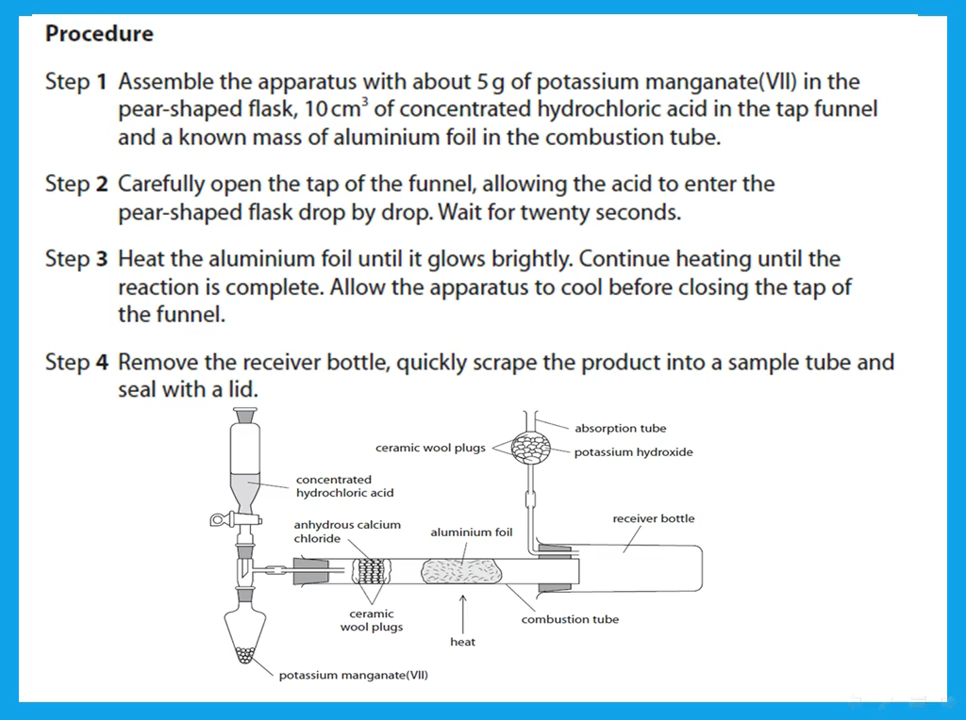 Procedure
Step 1 Assemble the apparatus with about 5 g of potassium manganate(VII) in the
pear-shaped flask, 10 cm³ of concentrated hydrochloric acid in the tap funnel
and a known mass of aluminium foil in the combustion tube.
Step 2 Carefully open the tap of the funnel, allowing the acid to enter the
pear-shaped flask drop by drop. Wait for twenty seconds.
Step 3 Heat the aluminium foil until it glows brightly. Continue heating until the
reaction is complete. Allow the apparatus to cool before closing the tap of
the funnel.
Step 4 Remove the receiver bottle, quickly scrape the product into a sample tube and
seal with a lid.
absorption tube
ceramic wool plugs
potassium hydroxide
concentrated
hydrochloric acid
receiver bottle
anhydrous calcium
chloride
aluminium foil
ceramic
wool plugs
combustion tube
heat
potassium manganate(VII)